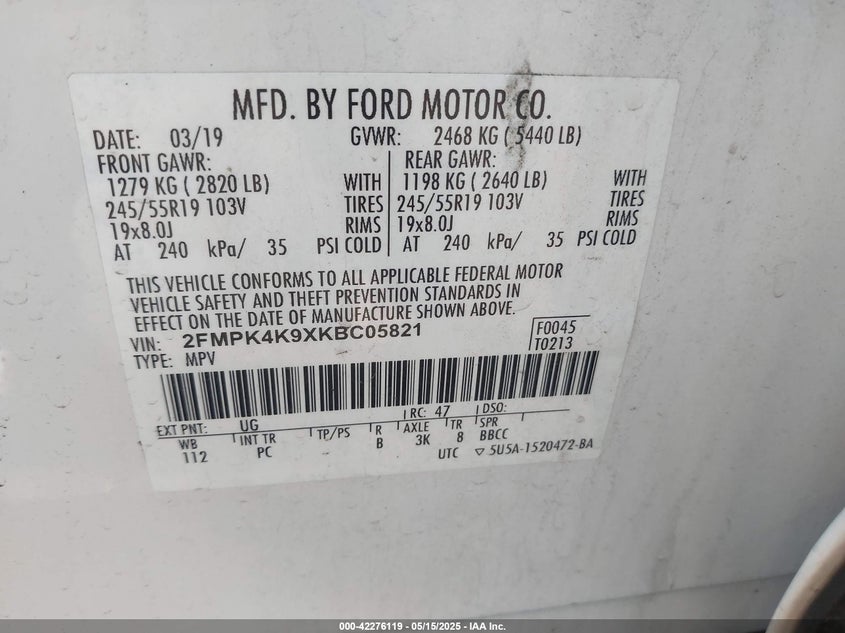 MFD. BY FORD MOTOR CO.
DATE: 03/19 GVWR: 2468 KG ( 5440 LB)
FRONT GAWR: REAR GAWR:
1279 KG ( 2820 LB) WITH 1198 KG ( 2640 LB) WITH
245/55R19 103V TIRES 245/55R19 103V TIRES
19x8.0J RIMS 19x8.0J RIMS
AT 240 kPa/ 35 PSI COLD AT 240 kPa/ 35 PSI COLD
THIS VEHICLE CONFORMS TO ALL APPLICABLE FEDERAL MOTOR
VEHICLE SAFETY AND THEFT PREVENTION STANDARDS IN
EFFECT ON THE DATE OF MANUFACTURE SHOWN ABOVE.
VIN: 2FMPK4K9XKBC05821 F0045
TYPE: MPV T0213
EXT PNT: UG RC: 47 DSO:
WB INT TR TP/PS R AXLE TR SPR
112 PC B 3K 8 BBCC
UTC ▽ 5U5A-1520472-BA
000-42276119 - 05/15/2025 - IAA Inc.